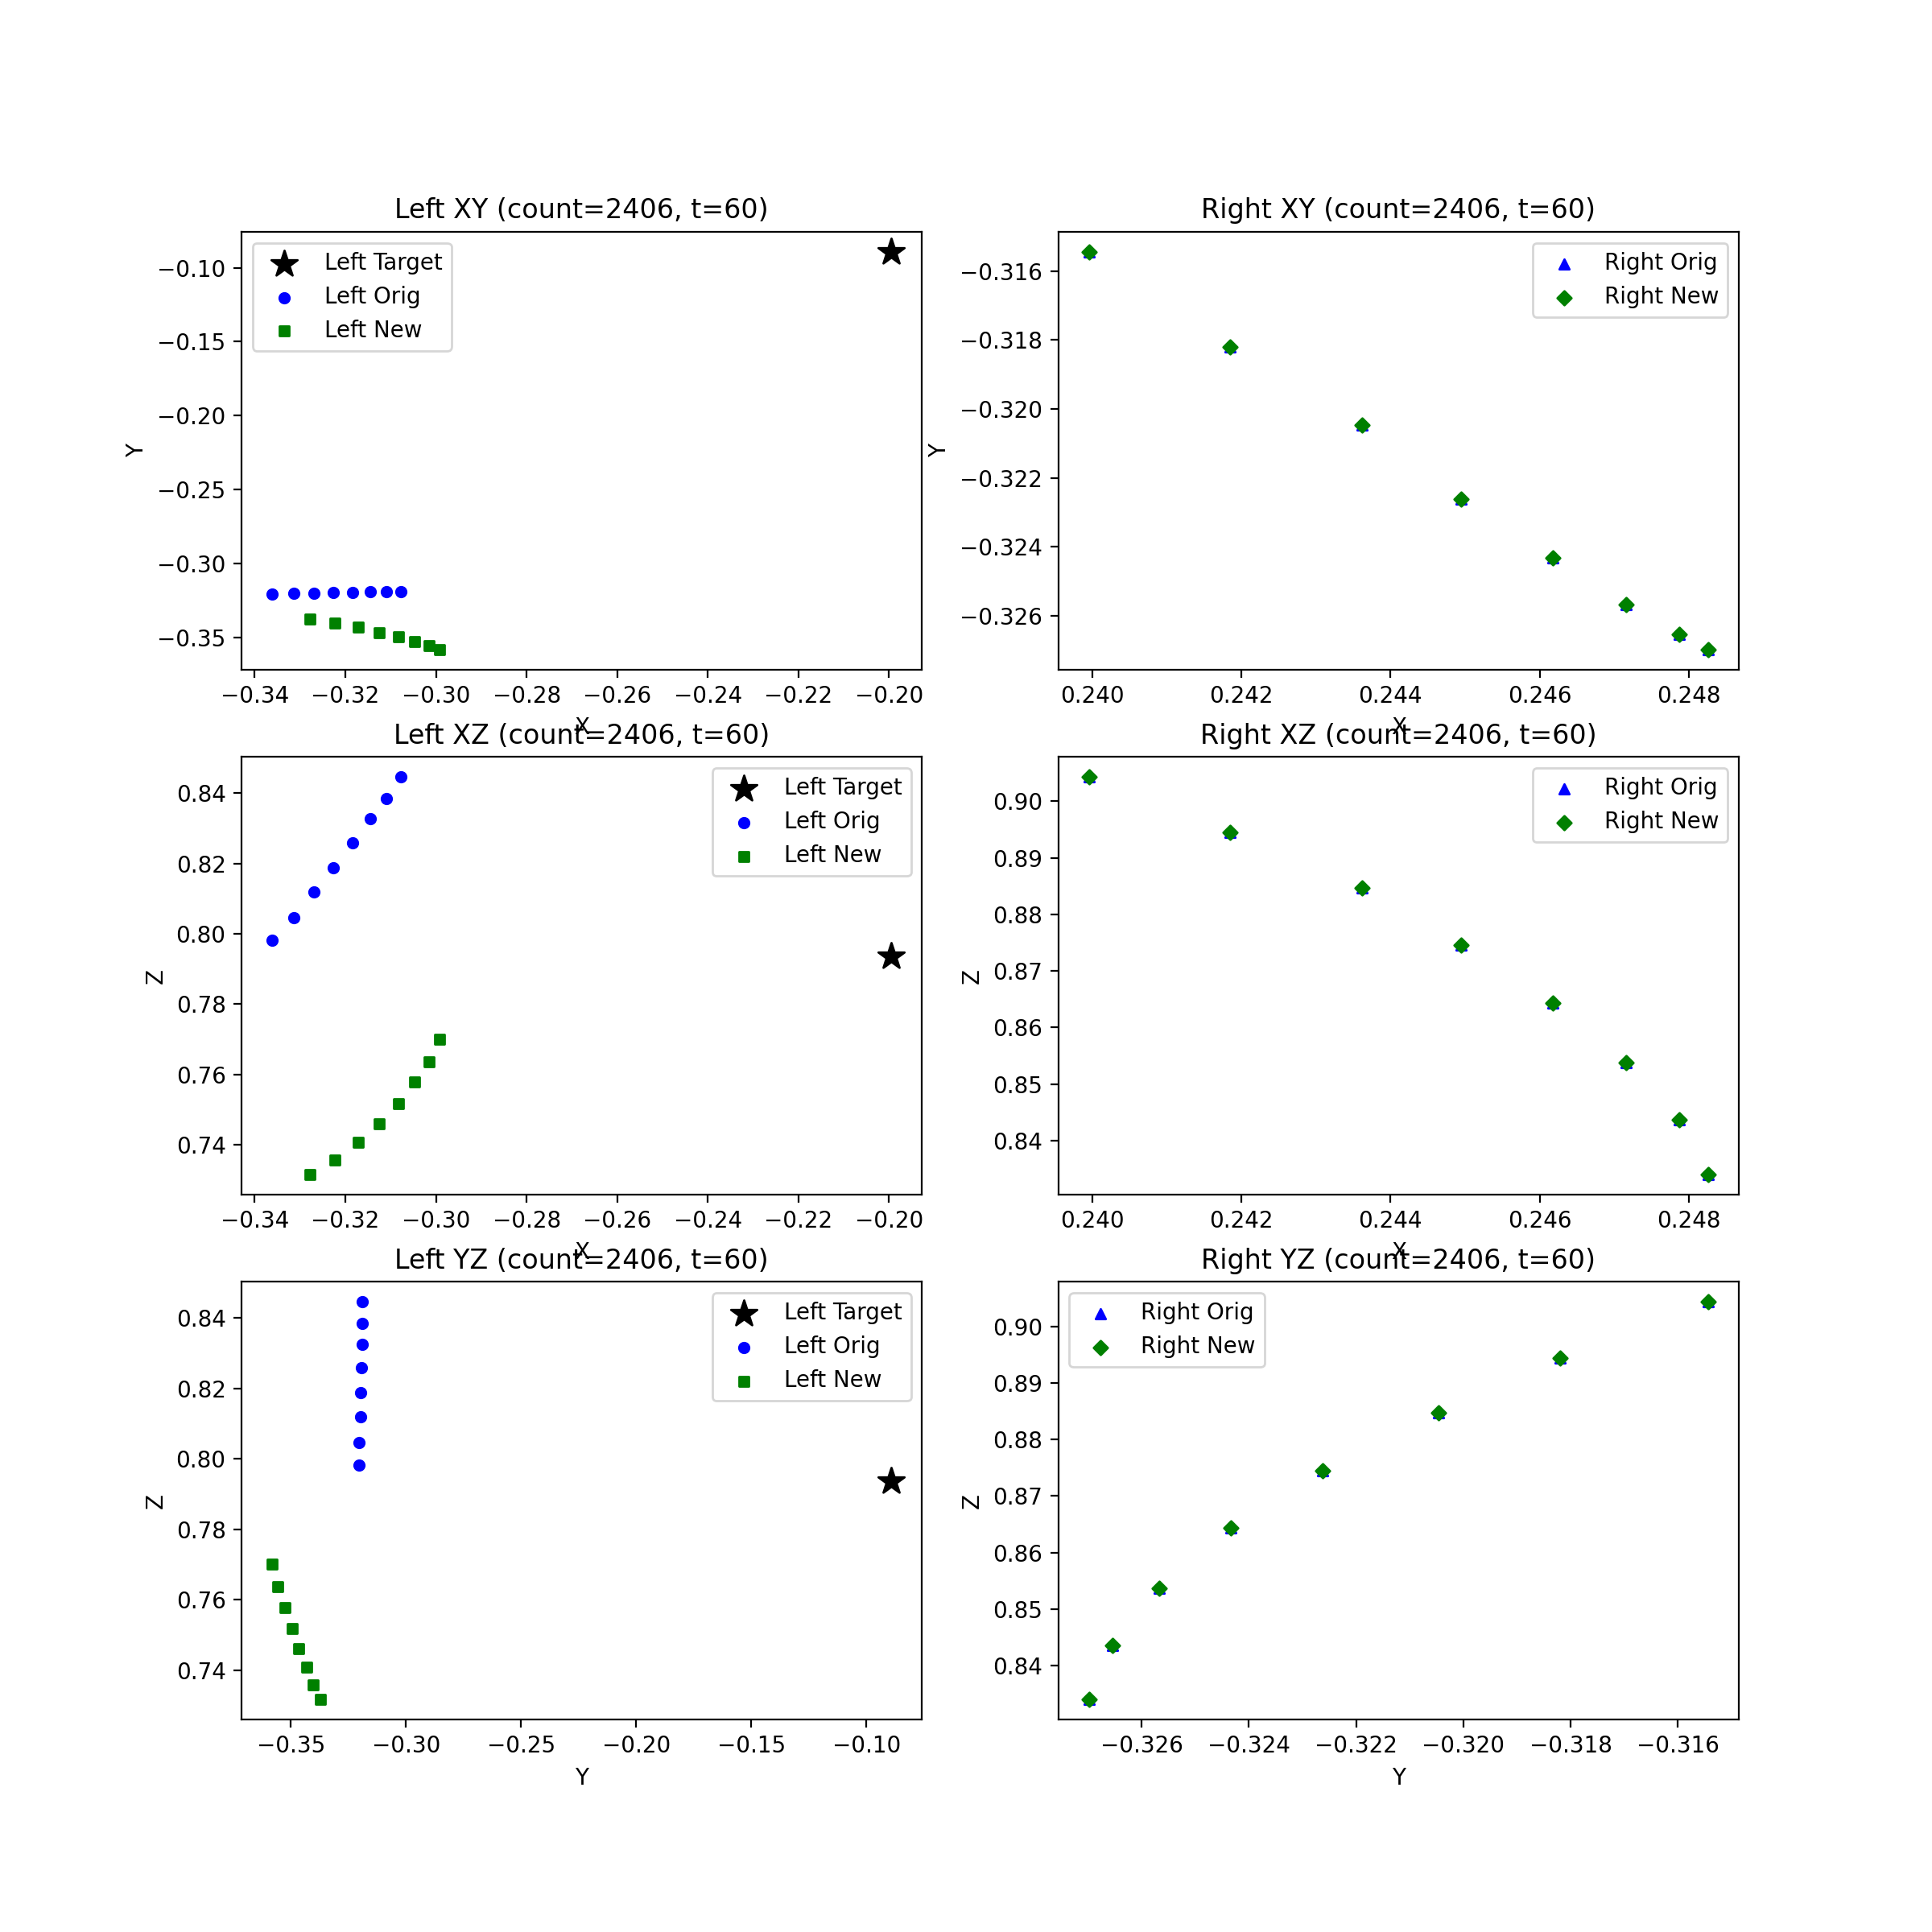 Left XY (count=2406, t=60)
Left Target
Left Orig
Left New
−0.10
−0.15
−0.20
−0.25
−0.30
−0.35
Y
−0.34 −0.32 −0.30 −0.28 −0.26 −0.24 −0.22 −0.20
X
Right XY (count=2406, t=60)
Right Orig
Right New
−0.316
−0.318
−0.320
−0.322
−0.324
−0.326
Y
0.240 0.242 0.244 0.246 0.248
X
Left XZ (count=2406, t=60)
Left Target
Left Orig
Left New
0.84
0.82
0.80
0.78
0.76
0.74
Z
−0.34 −0.32 −0.30 −0.28 −0.26 −0.24 −0.22 −0.20
X
Right XZ (count=2406, t=60)
Right Orig
Right New
0.90
0.89
0.88
0.87
0.86
0.85
0.84
Z
0.240 0.242 0.244 0.246 0.248
X
Left YZ (count=2406, t=60)
Left Target
Left Orig
Left New
0.84
0.82
0.80
0.78
0.76
0.74
Z
−0.35 −0.30 −0.25 −0.20 −0.15 −0.10
Y
Right YZ (count=2406, t=60)
Right Orig
Right New
0.90
0.89
0.88
0.87
0.86
0.85
0.84
Z
−0.326 −0.324 −0.322 −0.320 −0.318 −0.316
Y